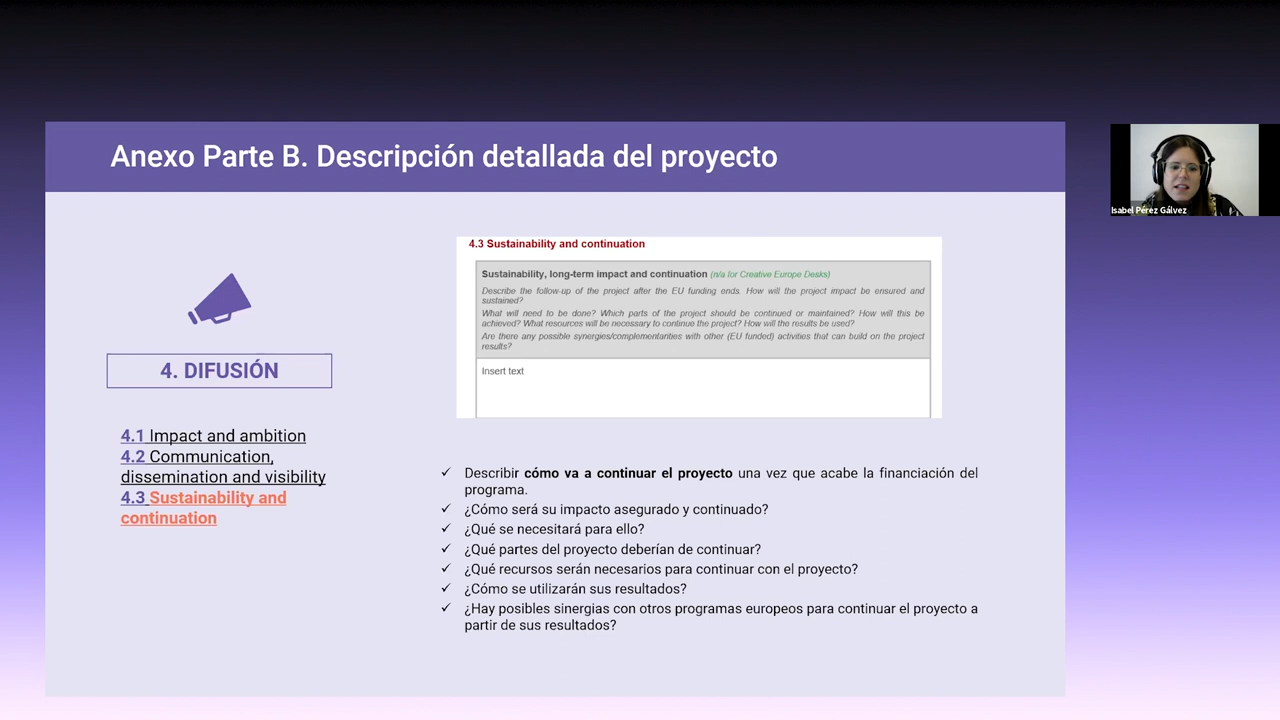 Anexo Parte B. Descripción detallada del proyecto
4. DIFUSIÓN
4.1 Impact and ambition
4.2 Communication,
dissemination and visibility
4.3 Sustainability and
continuation
4.3 Sustainability and continuation
Sustainability, long-term impact and continuation (n/a for Creative Europe Desks)
Describe the follow-up of the project after the EU funding ends. How will the project impact be ensured and
sustained?
What will need to be done? Which parts of the project should be continued or maintained? How will this be
achieved? What resources will be necessary to continue the project? How will the results be used?
Are there any possible synergies/complementarities with other (EU funded) activities that can build on the project
results?
Insert text
✓ Describir cómo va a continuar el proyecto una vez que acabe la financiación del
programa.
✓ ¿Cómo será su impacto asegurado y continuado?
✓ ¿Qué se necesitará para ello?
✓ ¿Qué partes del proyecto deberían de continuar?
✓ ¿Qué recursos serán necesarios para continuar con el proyecto?
✓ ¿Cómo se utilizarán sus resultados?
✓ ¿Hay posibles sinergias con otros programas europeos para continuar el proyecto a
partir de sus resultados?
Isabel Pérez Gálvez